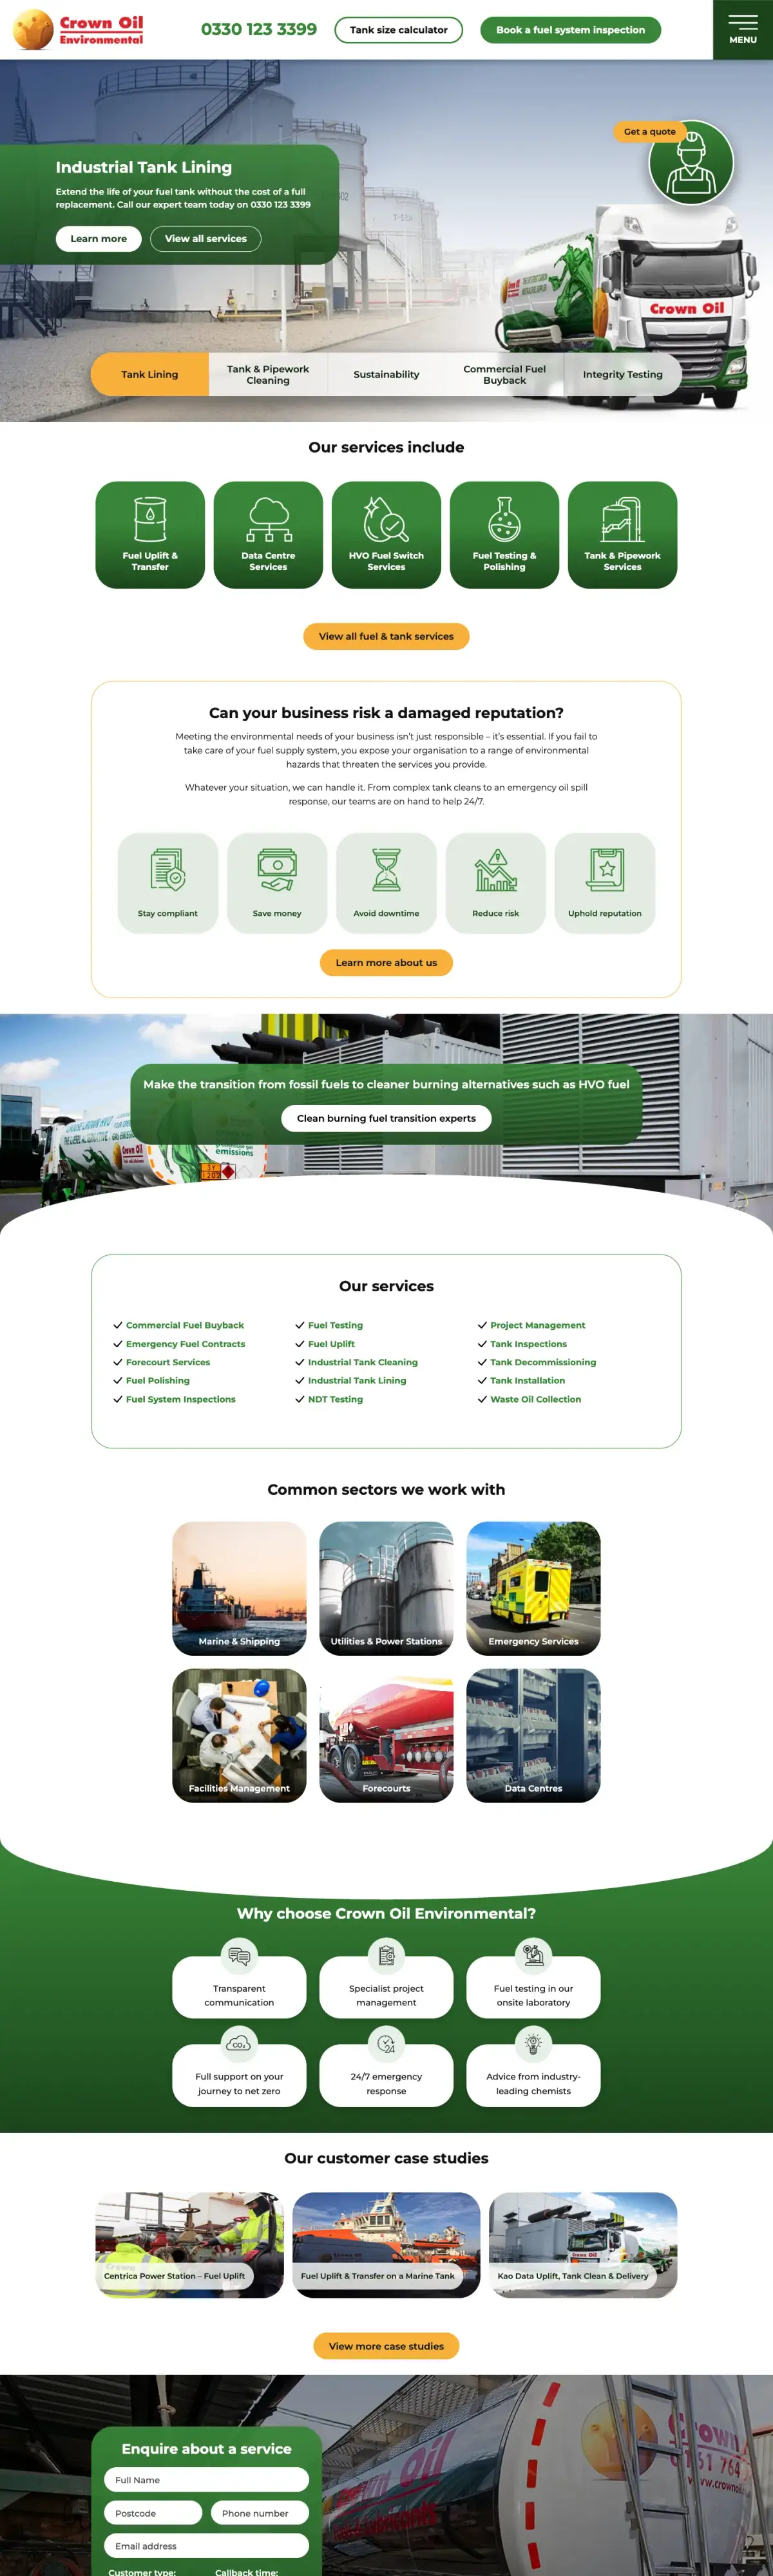 Crown Oil
Environmental
0330 123 3399
Tank size calculator
Book a fuel system inspection
MENU
Get a quote
Industrial Tank Lining
Extend the life of your fuel tank without the cost of a full
replacement. Call our expert team today on 0330 123 3399
Learn more
View all services
Crown Oil
Tank Lining
Tank & Pipework
Cleaning
Sustainability
Commercial Fuel
Buyback
Integrity Testing
Our services include
Fuel Uplift &
Transfer
Data Centre
Services
HVO Fuel Switch
Services
Fuel Testing &
Polishing
Tank & Pipework
Services
View all fuel & tank services
Can your business risk a damaged reputation?
Meeting the environmental needs of your business isn't just responsible – it's essential. If you fail to
take care of your fuel supply system, you expose your organisation to a range of environmental
hazards that threaten the services you provide.
Whatever your situation, we can handle it. From complex tank cleans to an emergency oil spill
response, our teams are on hand to help 24/7.
Stay compliant
Save money
Avoid downtime
Reduce risk
Uphold reputation
Learn more about us
Make the transition from fossil fuels to cleaner burning alternatives such as HVO fuel
Clean burning fuel transition experts
Crown Oil
emissions
3Y
1202
Our services
Commercial Fuel Buyback
Emergency Fuel Contracts
Forecourt Services
Fuel Polishing
Fuel System Inspections
Fuel Testing
Fuel Uplift
Industrial Tank Cleaning
Industrial Tank Lining
NDT Testing
Project Management
Tank Inspections
Tank Decommissioning
Tank Installation
Waste Oil Collection
Common sectors we work with
Marine & Shipping
Utilities & Power Stations
Emergency Services
Facilities Management
Forecourts
Data Centres
Why choose Crown Oil Environmental?
Transparent
communication
Specialist project
management
Fuel testing in our
onsite laboratory
CO₂
Full support on your
journey to net zero
24
24/7 emergency
response
Advice from industry-
leading chemists
Our customer case studies
Centrica Power Station – Fuel Uplift
Fuel Uplift & Transfer on a Marine Tank
Crown Oil
Kao Data Uplift, Tank Clean & Delivery
View more case studies
Enquire about a service
Full Name
Postcode
Phone number
Email address
Customer type:
Callback time:
Crown Oil